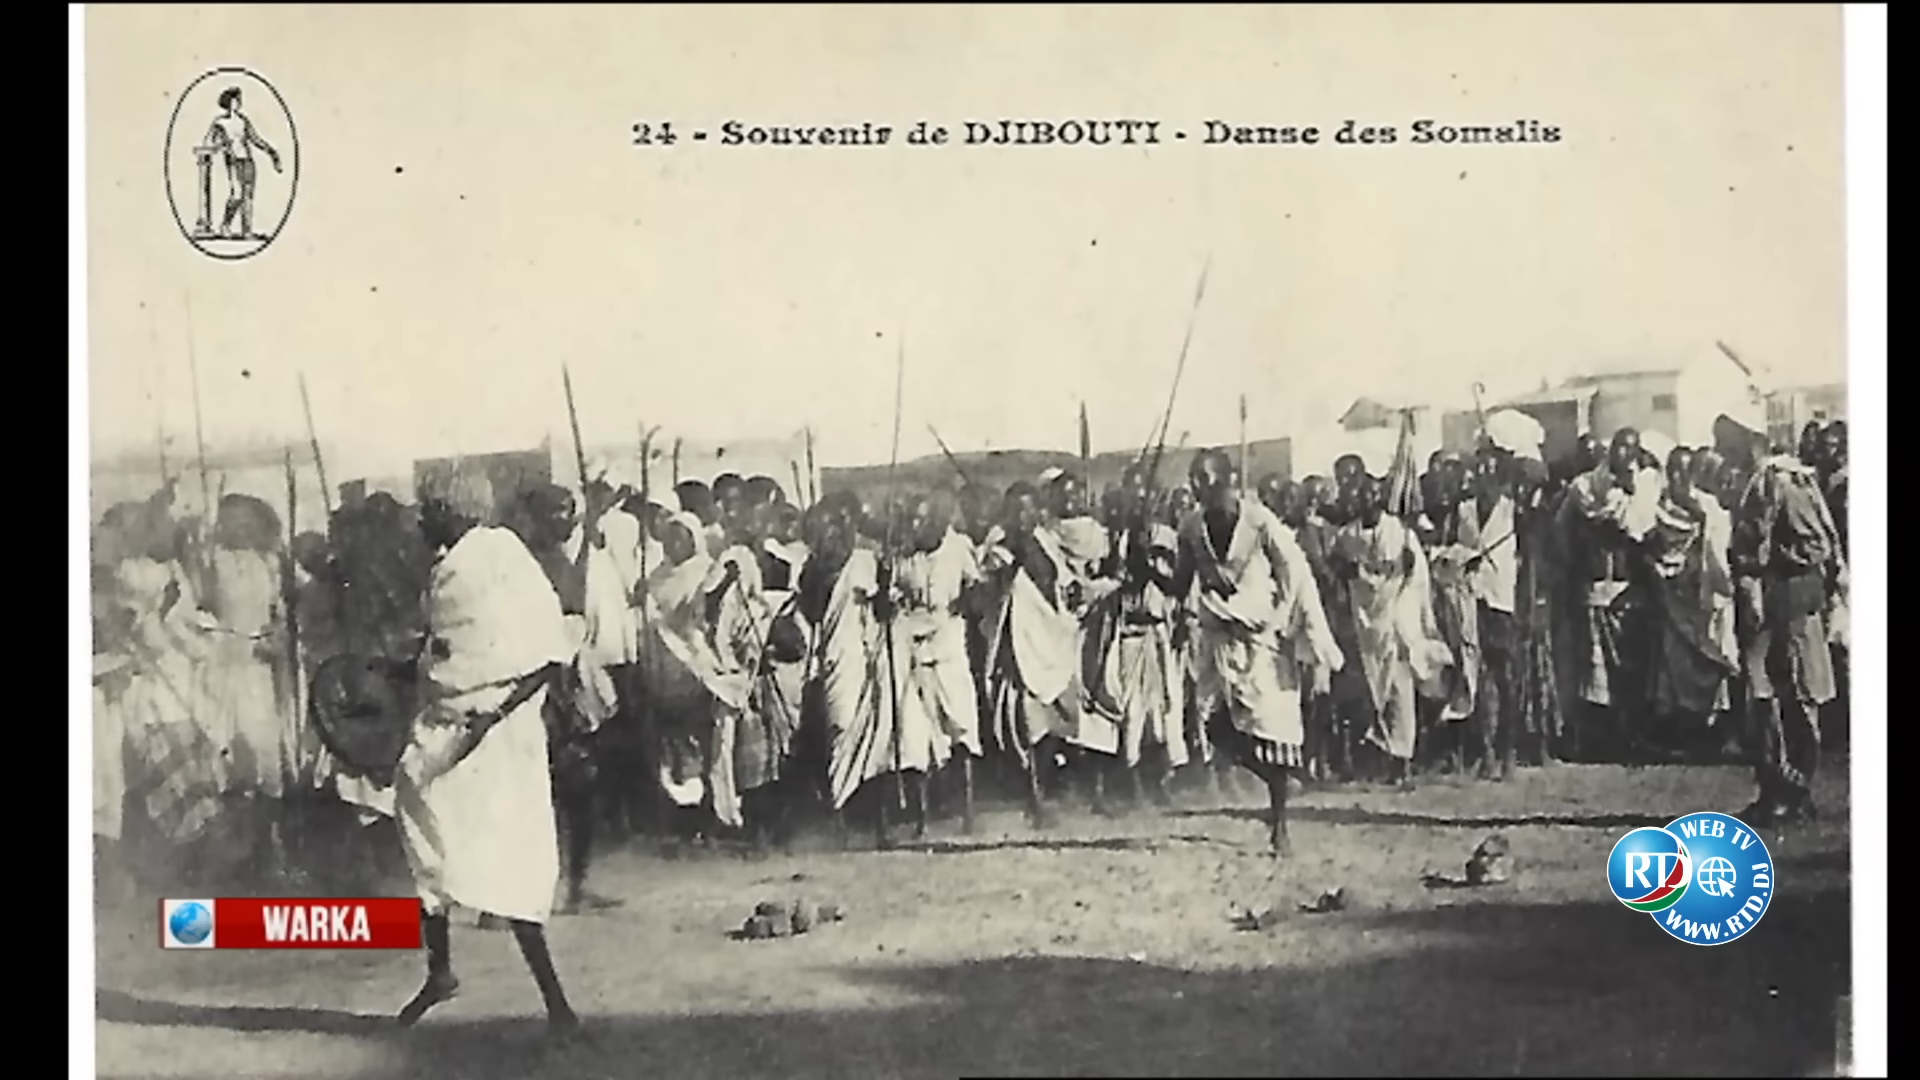 24 - Souvenir de DJIBOUTI - Danse des Somalis
WARKA
WEB TV
RTD
WWW.RTD.DJ